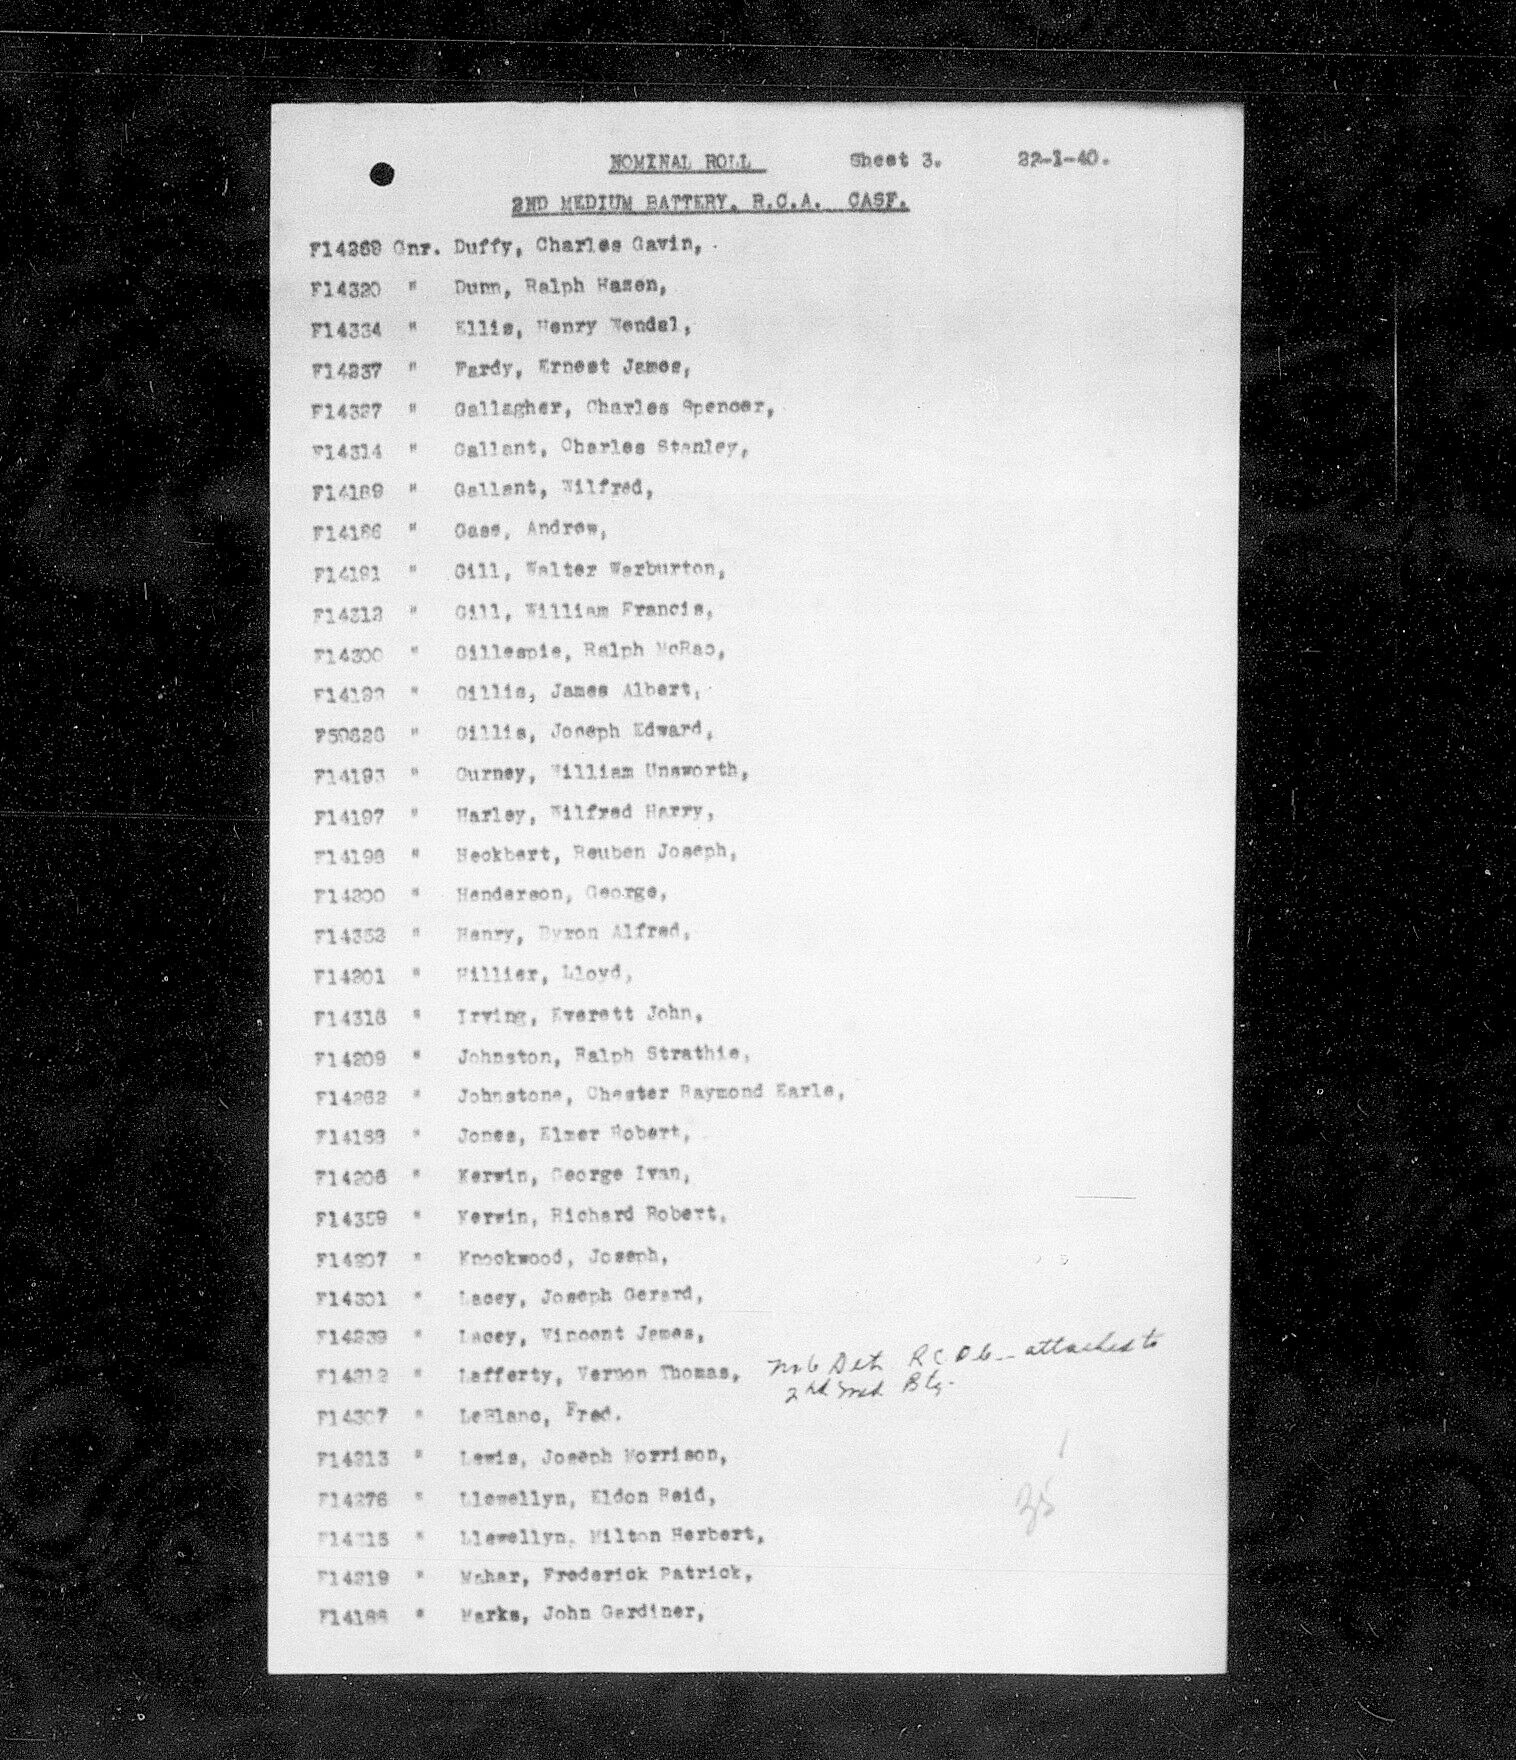 NOMINAL ROLL Sheet 3. 22-1-40.
2ND MEDIUM BATTERY. R.C.A. CASF.
F14269 Gnr. Duffy, Charles Gavin,
F14320 " Dunn, Ralph Hazen,
F14334 " Ellis, Henry Wendal,
F14237 " Fardy, Ernest James,
F14327 " Gallagher, Charles Spencer,
F14314 " Gallant, Charles Stanley,
F14189 " Gallant, Wilfred,
F14186 " Gass, Andrew,
F14191 " Gill, Walter Warburton,
F14312 " Gill, William Francis,
F14300 " Gillespie, Ralph McRae,
" Gillis, James Albert,
" Gillis, Joseph Edward,
F14193 " Gurney, William Unsworth,
F14197 " Harley, Wilfred Harry,
F14198 " Heckbert, Reuben Joseph,
F14200 " Henderson, George,
F14352 " Henry, Byron Alfred,
F14201 " Hillier, Lloyd,
F14318 " Irving, Everett John,
F14209 " Johnston, Ralph Strathie,
F14262 " Johnstone, Chester Raymond Earle,
" Jones, Elmer Robert,
F14206 " Kerwin, George Ivan,
F14359 " Kerwin, Richard Robert,
F14207 " Knockwood, Joseph,
F14301 " Lacey, Joseph Gerard,
F14239 " Lacey, Vincent James,
F14212 " Lafferty, Vernon Thomas, No 6 Det R C O C -- attached to
2nd Med Bty.
F14307 " LeBlanc, Fred.
F14213 " Lewis, Joseph Morrison,
F14276 " Llewellyn, Eldon Reid,
" Llewellyn, Milton Herbert,
F14219 " Mahar, Frederick Patrick,
F14188 " Marks, John Gardiner,